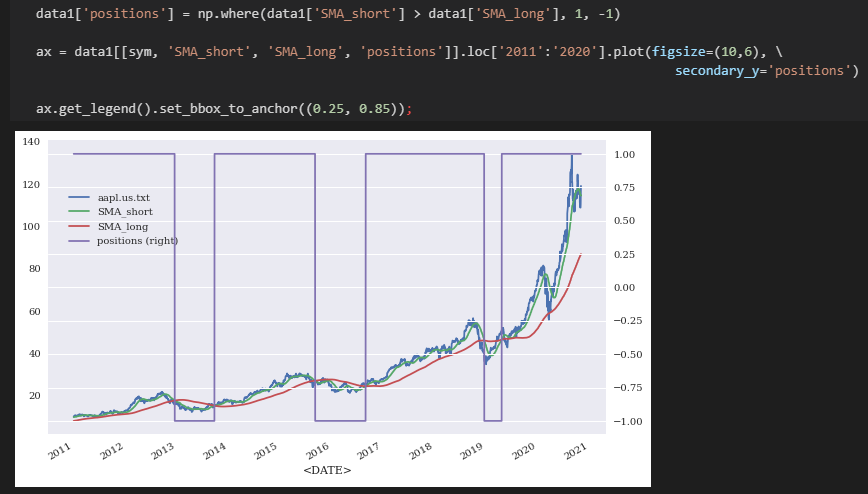 data1['positions'] = np.where(data1['SMA_short'] > data1['SMA_long'], 1, -1)
ax = data1[[sym, 'SMA_short', 'SMA_long', 'positions']].loc['2011':'2020'].plot(figsize=(10,6), \
secondary_y='positions')
ax.get_legend().set_bbox_to_anchor((0.25, 0.85));
140
120
100
80
60
40
20
1.00
0.75
0.50
0.25
0.00
−0.25
−0.50
−0.75
−1.00
aapl.us.txt
SMA_short
SMA_long
positions (right)
2011 2012 2013 2014 2015 2016 2017 2018 2019 2020 2021
<DATE>